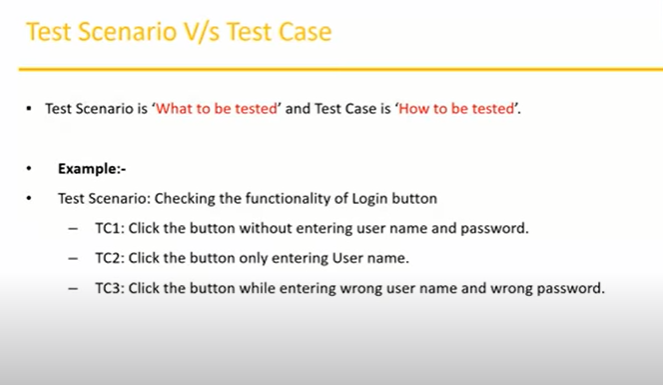 Test Scenario V/s Test Case
• Test Scenario is ‘What to be tested’ and Test Case is ‘How to be tested’.
• Example:-
• Test Scenario: Checking the functionality of Login button
– TC1: Click the button without entering user name and password.
– TC2: Click the button only entering User name.
– TC3: Click the button while entering wrong user name and wrong password.